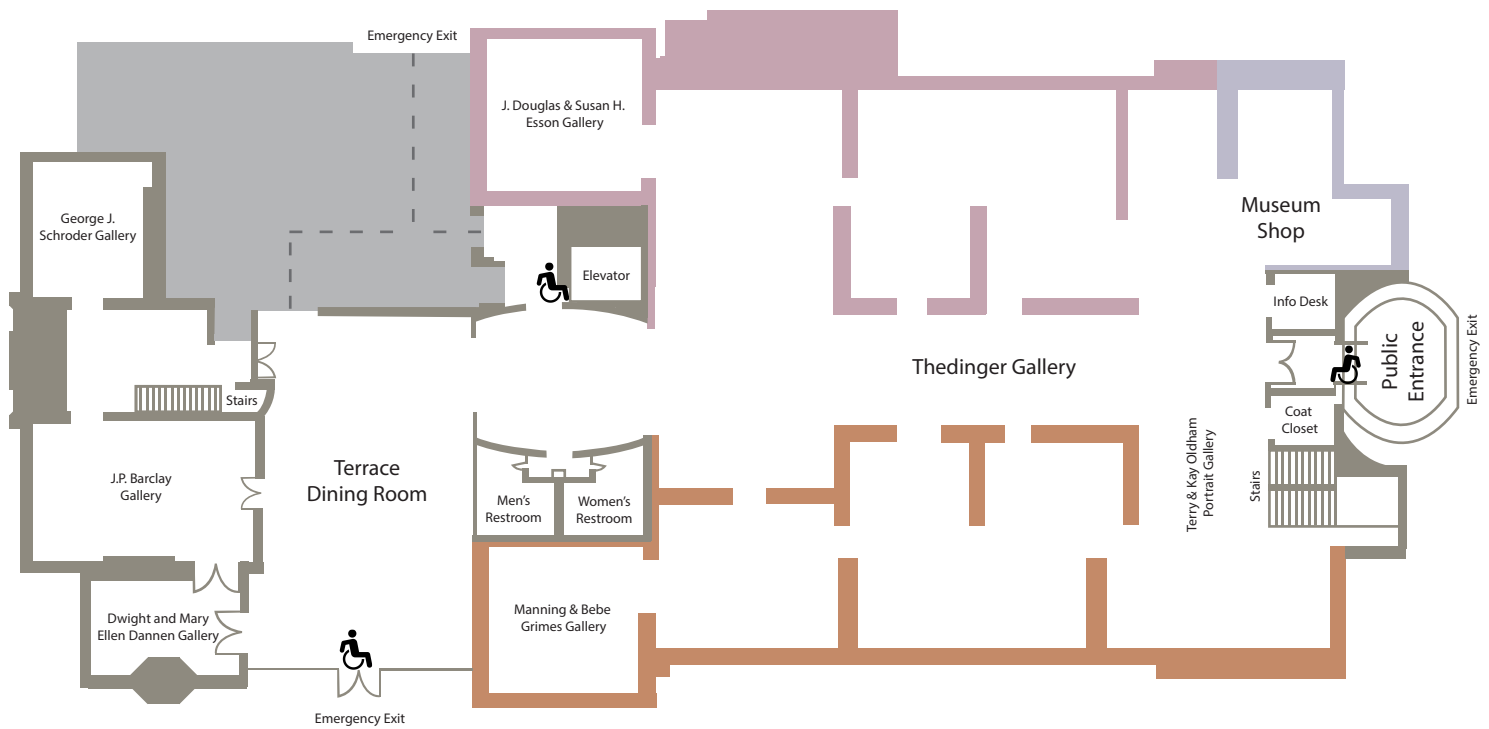 Emergency Exit
J. Douglas & Susan H.
Esson Gallery
George J.
Schroder Gallery
Elevator
Museum
Shop
Info Desk
Public
Entrance
Emergency Exit
Thedinger Gallery
Stairs
Coat
Closet
Terry & Kay Oldham
Portrait Gallery
Stairs
J.P. Barclay
Gallery
Terrace
Dining Room
Men's
Restroom
Women's
Restroom
Dwight and Mary
Ellen Dannen Gallery
Manning & Bebe
Grimes Gallery
Emergency Exit